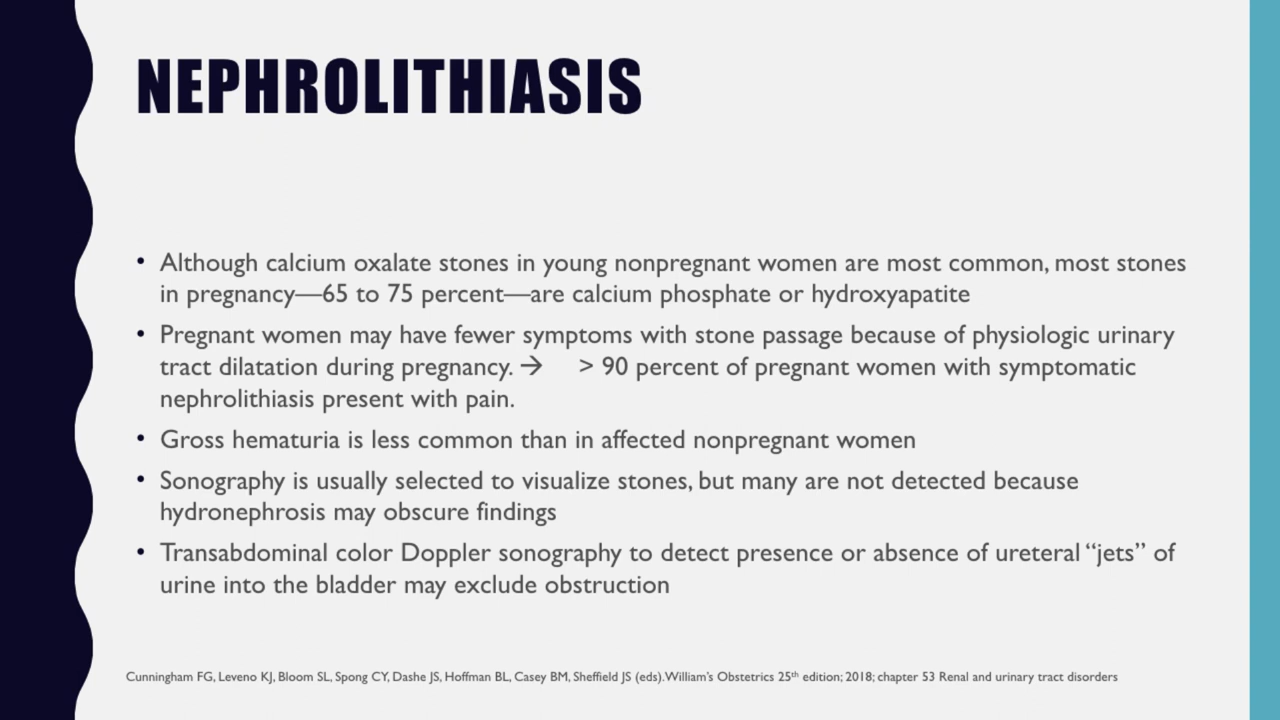 NEPHROLITHIASIS
• Although calcium oxalate stones in young nonpregnant women are most common, most stones
in pregnancy—65 to 75 percent—are calcium phosphate or hydroxyapatite
• Pregnant women may have fewer symptoms with stone passage because of physiologic urinary
tract dilatation during pregnancy. → > 90 percent of pregnant women with symptomatic
nephrolithiasis present with pain.
• Gross hematuria is less common than in affected nonpregnant women
• Sonography is usually selected to visualize stones, but many are not detected because
hydronephrosis may obscure findings
• Transabdominal color Doppler sonography to detect presence or absence of ureteral “jets” of
urine into the bladder may exclude obstruction
Cunningham FG, Leveno KJ, Bloom SL, Spong CY, Dashe JS, Hoffman BL, Casey BM, Sheffield JS (eds).William’s Obstetrics 25th edition; 2018; chapter 53 Renal and urinary tract disorders